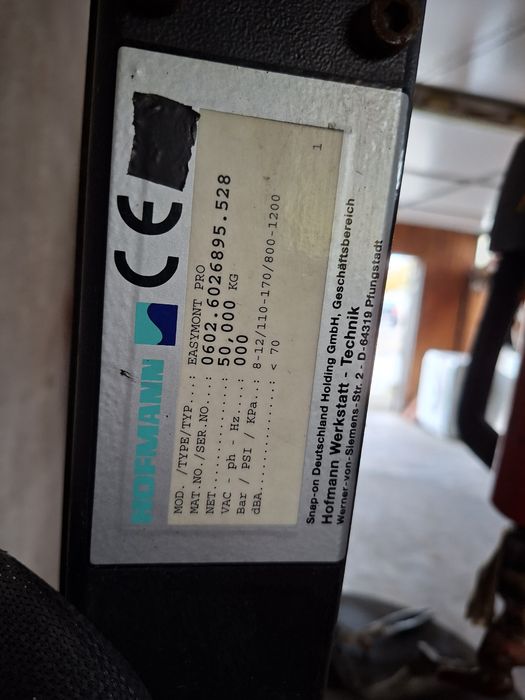 HOFMANN
CE
MOD. /TYPE/TYP...: EASYMONT PRO
MAT.NO./SER.NO...: 0602.6026895.528
NET..............: 50,000 KG
VAC - ph - Hz....: 000
Bar / PSI / KPa..: 8-12/110-170/800-1200
dBA..............: < 70
1
Snap-on Deutschland Holding GmbH, Geschäftsbereich
Hofmann Werkstatt - Technik
Werner-von-Siemens-Str. 2 - D-64319 Pfungstadt